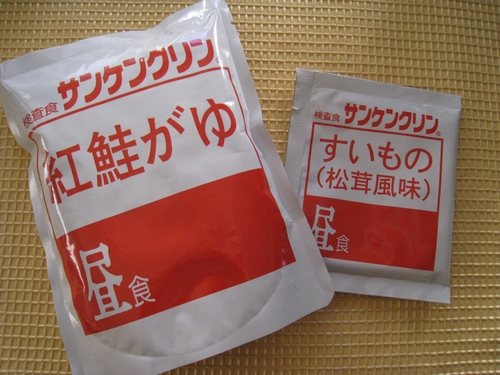 検査食 サンケンクリン
紅鮭がゆ
昼食
検査食 サンケンクリン®
すいもの
(松茸風味)
昼食